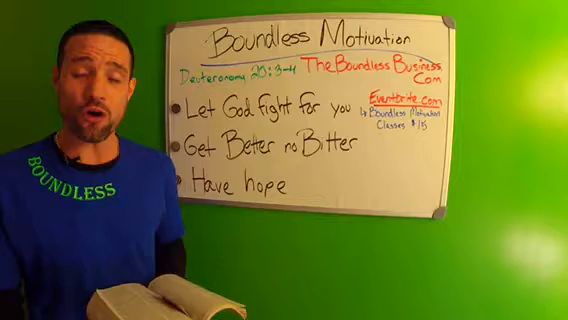 Boundless Motivation
Deuteronomy 20:3-4 TheBoundlessBusiness
Com
Let God fight for you
Eventbrite.com
↳ Boundless Motivation
Classes $15
Get Better no Bitter
Have hope
BOUNDLESS